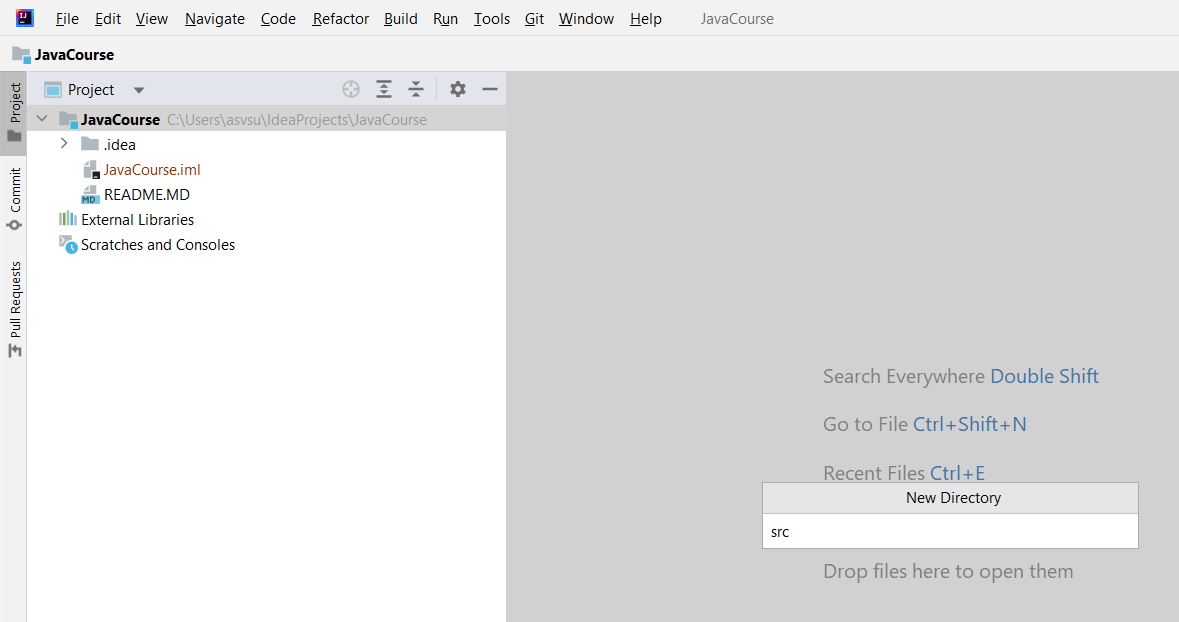 File Edit View Navigate Code Refactor Build Run Tools Git Window Help JavaCourse
JavaCourse
Project
Commit
Pull Requests
Project
JavaCourse C:\Users\asvsu\IdeaProjects\JavaCourse
.idea
JavaCourse.iml
MD README.MD
External Libraries
Scratches and Consoles
Search Everywhere Double Shift
Go to File Ctrl+Shift+N
Recent Files Ctrl+E
New Directory
src
Drop files here to open them